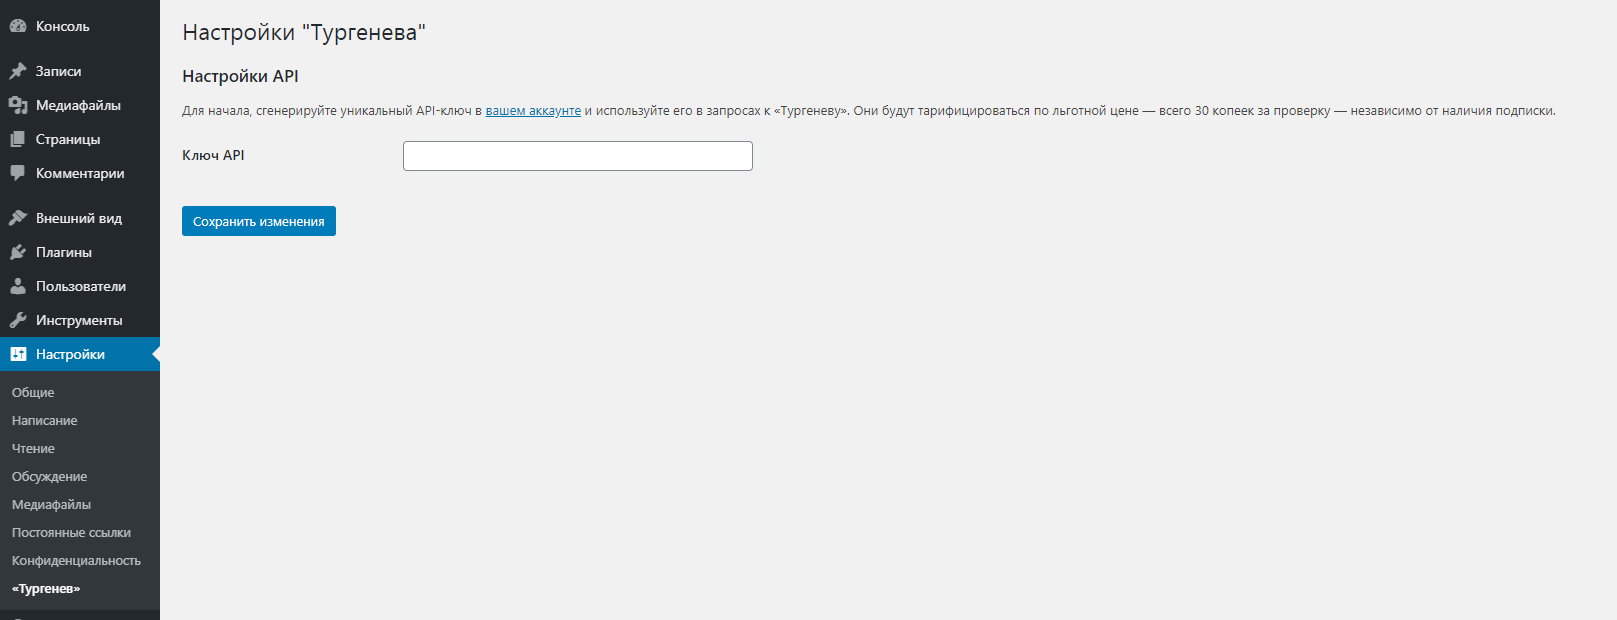 Консоль
Записи
Медиафайлы
Страницы
Комментарии
Внешний вид
Плагины
Пользователи
Инструменты
Настройки
Общие
Написание
Чтение
Обсуждение
Медиафайлы
Постоянные ссылки
Конфиденциальность
«Тургенев»
Настройки "Тургенева"
Настройки API
Для начала, сгенерируйте уникальный API-ключ в вашем аккаунте и используйте его в запросах к «Тургеневу». Они будут тарифицироваться по льготной цене — всего 30 копеек за проверку — независимо от наличия подписки.
Ключ API
Сохранить изменения